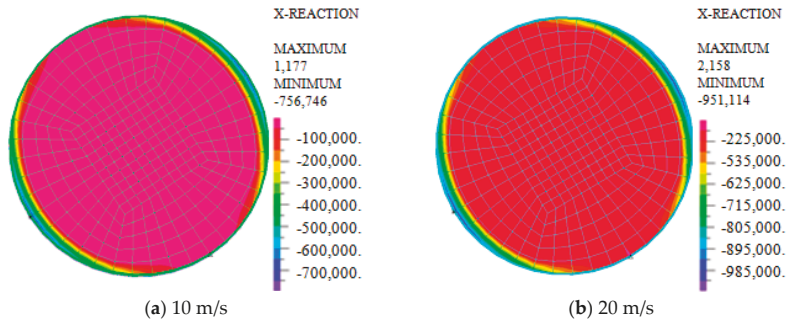 X-REACTION
MAXIMUM
1,177
MINIMUM
-756,746
-100,000.
-200,000.
-300,000.
-400,000.
-500,000.
-600,000.
-700,000.
(a) 10 m/s
X-REACTION
MAXIMUM
2,158
MINIMUM
-951,114
-225,000.
-535,000.
-625,000.
-715,000.
-805,000.
-895,000.
-985,000.
(b) 20 m/s